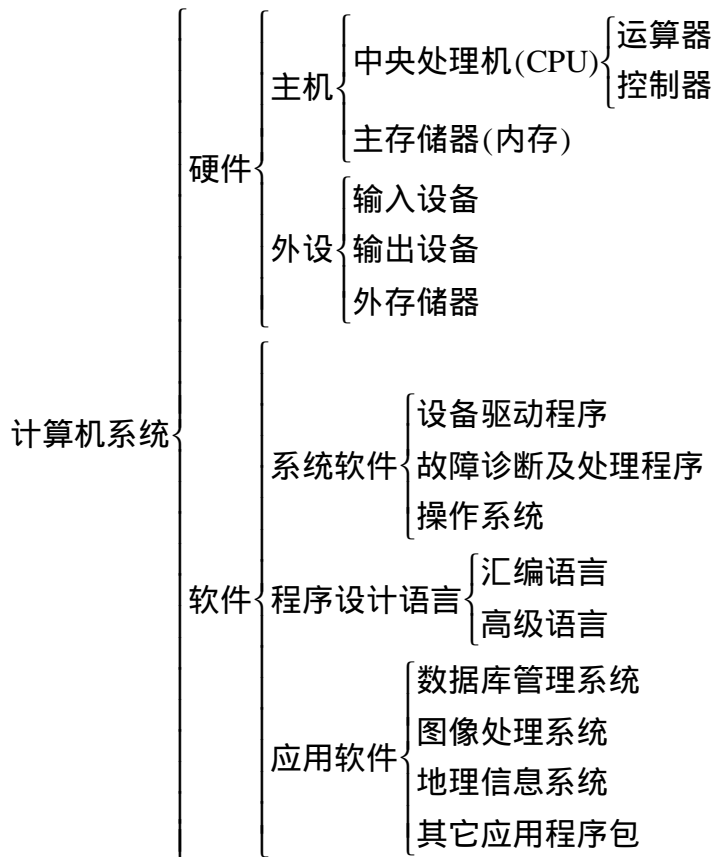 计算机系统
硬件
主机
中央处理机(CPU)
运算器
控制器
主存储器(内存)
外设
输入设备
输出设备
外存储器
软件
系统软件
设备驱动程序
故障诊断及处理程序
操作系统
程序设计语言
汇编语言
高级语言
应用软件
数据库管理系统
图像处理系统
地理信息系统
其它应用程序包